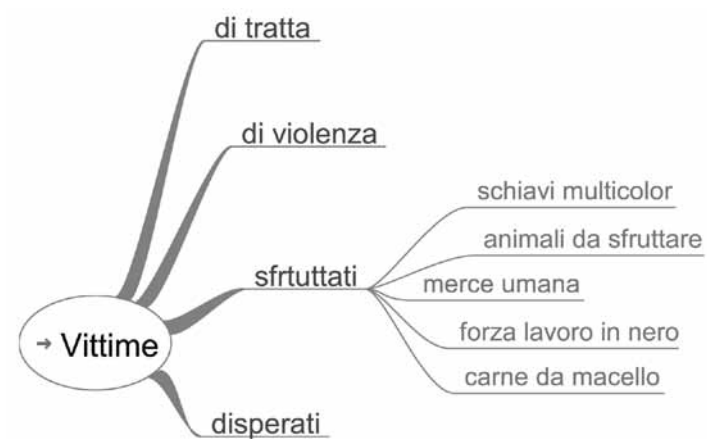 di tratta
di violenza
schiavi multicolor
animali da sfruttare
sfrtuttati
merce umana
→ Vittime
forza lavoro in nero
carne da macello
disperati